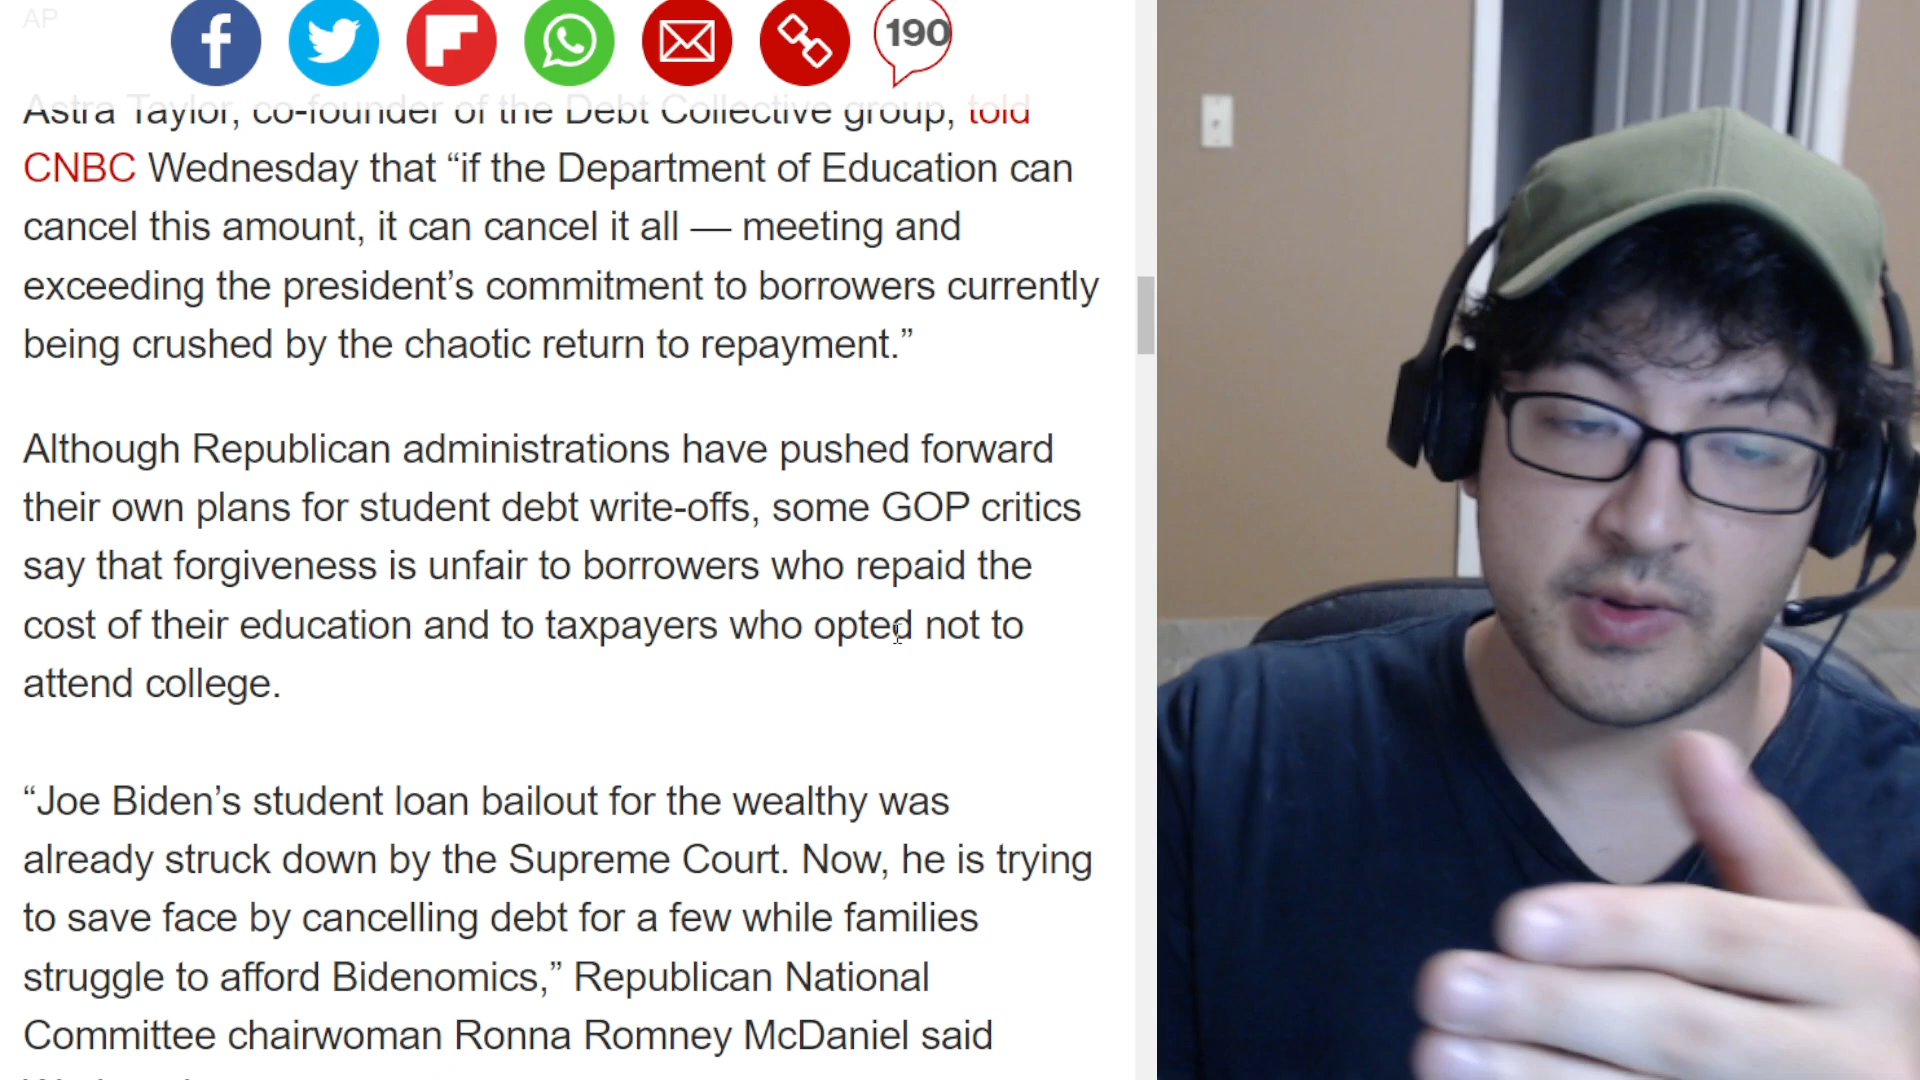 AP
190
Astra Taylor, co-founder of the Debt Collective group, told
CNBC Wednesday that “if the Department of Education can
cancel this amount, it can cancel it all — meeting and
exceeding the president’s commitment to borrowers currently
being crushed by the chaotic return to repayment.”
Although Republican administrations have pushed forward
their own plans for student debt write-offs, some GOP critics
say that forgiveness is unfair to borrowers who repaid the
cost of their education and to taxpayers who opted not to
attend college.
“Joe Biden’s student loan bailout for the wealthy was
already struck down by the Supreme Court. Now, he is trying
to save face by cancelling debt for a few while families
struggle to afford Bidenomics,” Republican National
Committee chairwoman Ronna Romney McDaniel said